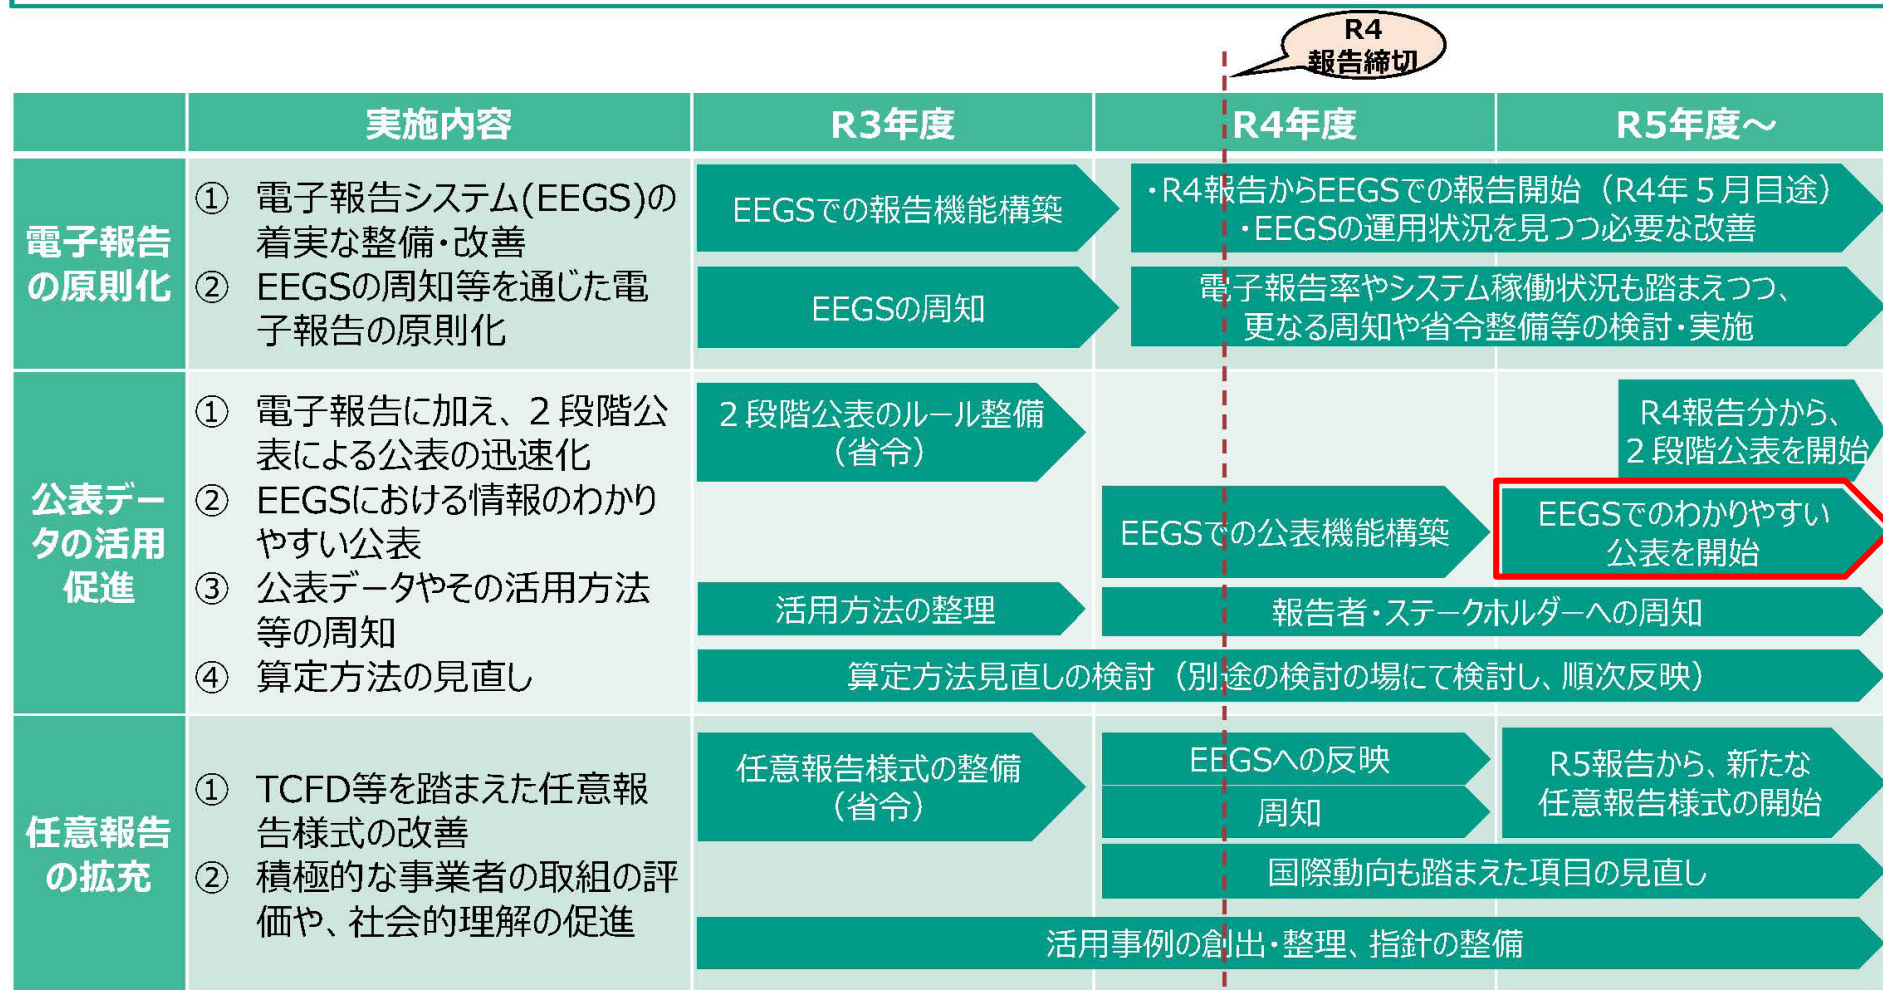 R4
報告締切
実施内容
R3年度
R4年度
R5年度～
電子報告
の原則化
① 電子報告システム(EEGS)の
着実な整備・改善
② EEGSの周知等を通じた電
子報告の原則化
EEGSでの報告機能構築
・R4報告からEEGSでの報告開始（R4年５月目途）
・EEGSの運用状況を見つつ必要な改善
EEGSの周知
電子報告率やシステム稼働状況も踏まえつつ、
更なる周知や省令整備等の検討・実施
公表デー
タの活用
促進
① 電子報告に加え、２段階公
表による公表の迅速化
② EEGSにおける情報のわかり
やすい公表
③ 公表データやその活用方法
等の周知
④ 算定方法の見直し
２段階公表のルール整備
（省令）
R4報告分から、
２段階公表を開始
EEGSでの公表機能構築
EEGSでのわかりやすい
公表を開始
活用方法の整理
報告者・ステークホルダーへの周知
算定方法見直しの検討（別途の検討の場にて検討し、順次反映）
任意報告
の拡充
① TCFD等を踏まえた任意報
告様式の改善
② 積極的な事業者の取組の評
価や、社会的理解の促進
任意報告様式の整備
（省令）
EEGSへの反映
周知
R5報告から、新たな
任意報告様式の開始
国際動向も踏まえた項目の見直し
活用事例の創出・整理、指針の整備